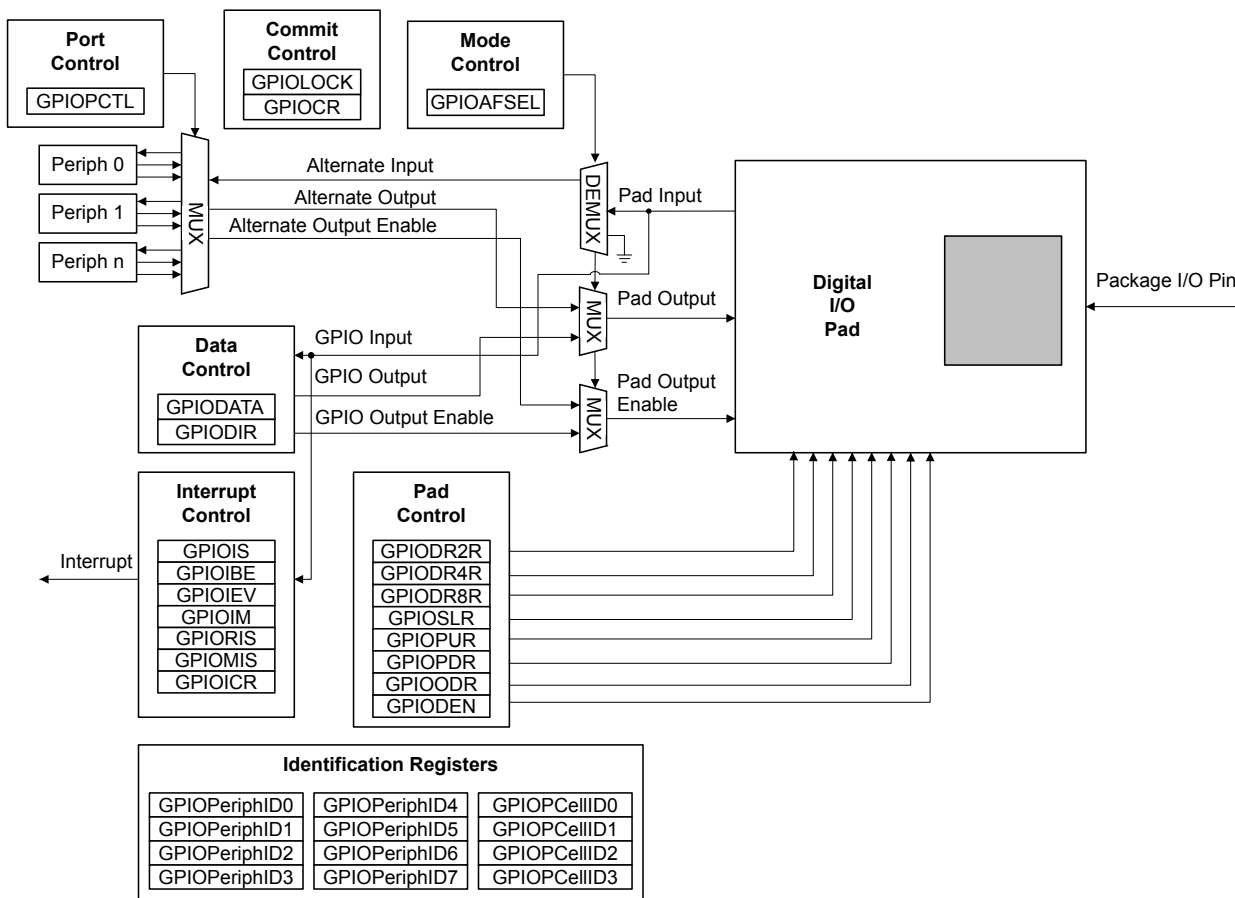 Port
Control
GPIOPCTL
Commit
Control
GPIOLOCK
GPIOCR
Mode
Control
GPIOAFSEL
Periph 0
Periph 1
Periph n
MUX
Alternate Input
Alternate Output
Alternate Output Enable
DEMUX
Pad Input
MUX
Pad Output
MUX
Pad Output
Enable
Digital
I/O
Pad
Package I/O Pin
Data
Control
GPIODATA
GPIODIR
GPIO Input
GPIO Output
GPIO Output Enable
Interrupt
Interrupt
Control
GPIOIS
GPIOIBE
GPIOIEV
GPIOIM
GPIORIS
GPIOMIS
GPIOICR
Pad
Control
GPIODR2R
GPIODR4R
GPIODR8R
GPIOSLR
GPIOPUR
GPIOPDR
GPIOODR
GPIODEN
Identification Registers
GPIOPeriphID0
GPIOPeriphID1
GPIOPeriphID2
GPIOPeriphID3
GPIOPeriphID4
GPIOPeriphID5
GPIOPeriphID6
GPIOPeriphID7
GPIOPCellID0
GPIOPCellID1
GPIOPCellID2
GPIOPCellID3